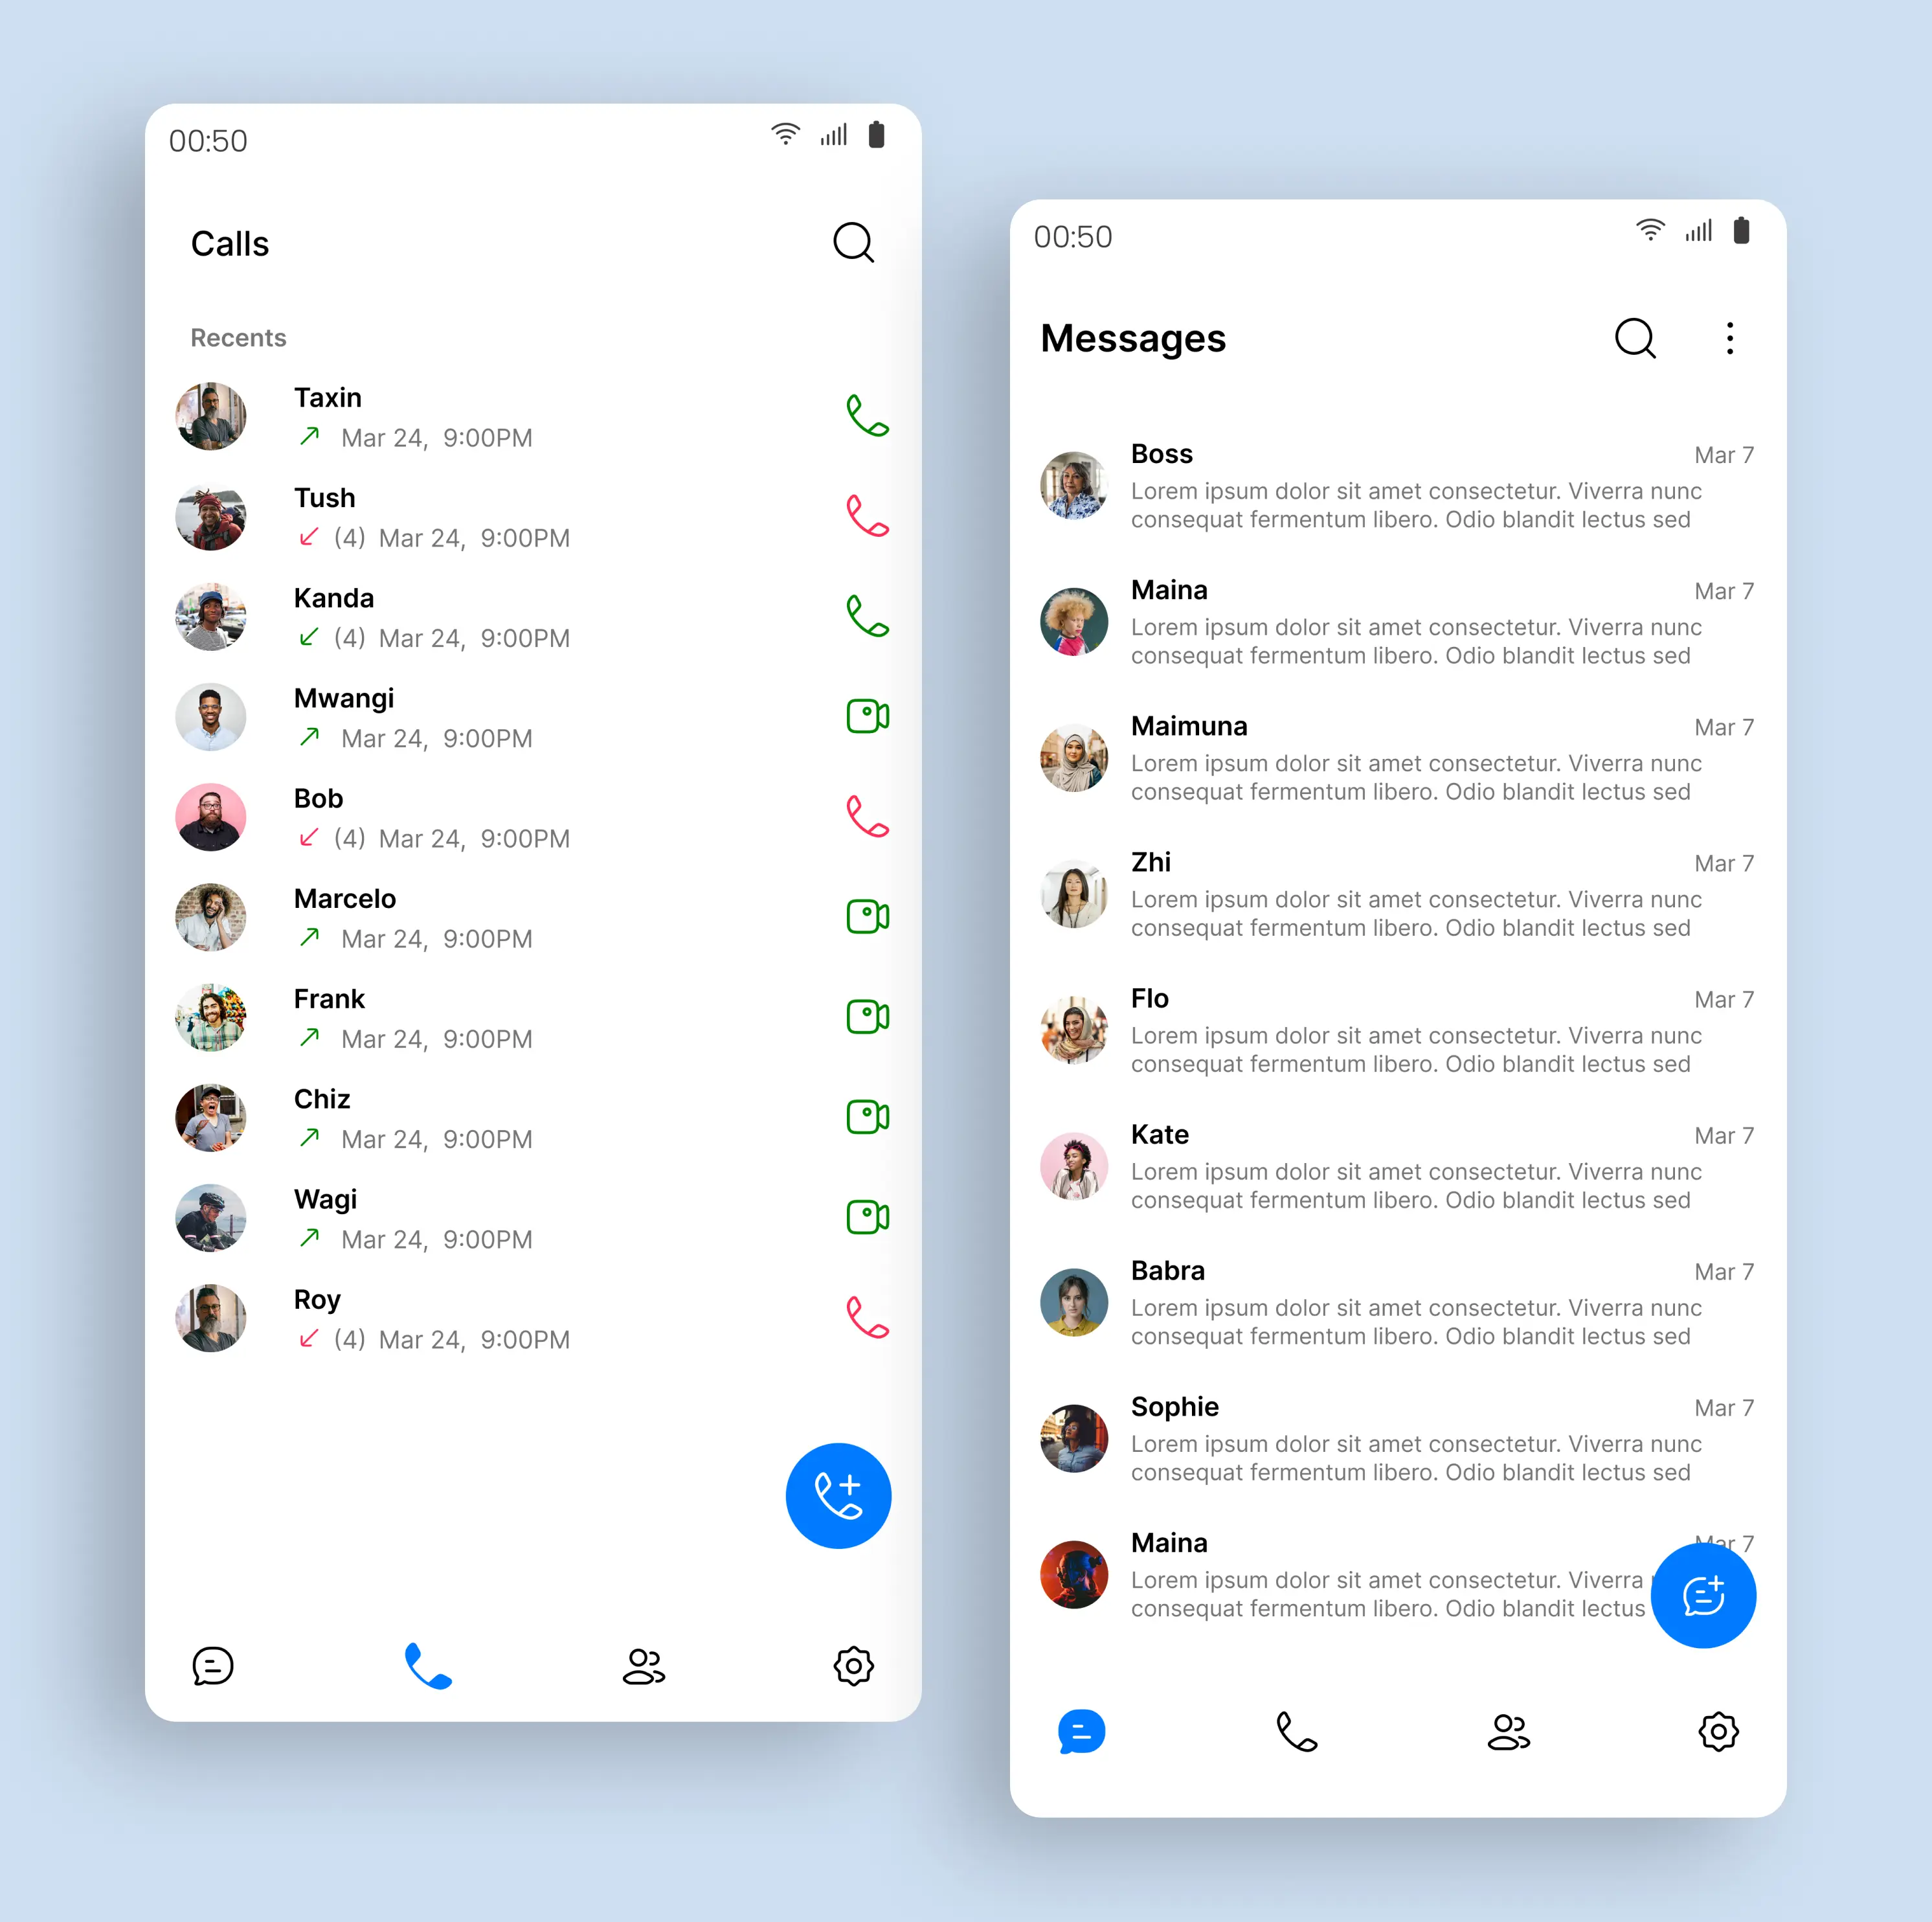 00:50
Calls
Recents
Taxin
Mar 24, 9:00PM
Tush
(4) Mar 24, 9:00PM
Kanda
(4) Mar 24, 9:00PM
Mwangi
Mar 24, 9:00PM
Bob
(4) Mar 24, 9:00PM
Marcelo
Mar 24, 9:00PM
Frank
Mar 24, 9:00PM
Chiz
Mar 24, 9:00PM
Wagi
Mar 24, 9:00PM
Roy
(4) Mar 24, 9:00PM
00:50
Messages
Boss Mar 7
Lorem ipsum dolor sit amet consectetur. Viverra nunc
consequat fermentum libero. Odio blandit lectus sed
Maina Mar 7
Lorem ipsum dolor sit amet consectetur. Viverra nunc
consequat fermentum libero. Odio blandit lectus sed
Maimuna Mar 7
Lorem ipsum dolor sit amet consectetur. Viverra nunc
consequat fermentum libero. Odio blandit lectus sed
Zhi Mar 7
Lorem ipsum dolor sit amet consectetur. Viverra nunc
consequat fermentum libero. Odio blandit lectus sed
Flo Mar 7
Lorem ipsum dolor sit amet consectetur. Viverra nunc
consequat fermentum libero. Odio blandit lectus sed
Kate Mar 7
Lorem ipsum dolor sit amet consectetur. Viverra nunc
consequat fermentum libero. Odio blandit lectus sed
Babra Mar 7
Lorem ipsum dolor sit amet consectetur. Viverra nunc
consequat fermentum libero. Odio blandit lectus sed
Sophie Mar 7
Lorem ipsum dolor sit amet consectetur. Viverra nunc
consequat fermentum libero. Odio blandit lectus sed
Maina Mar 7
Lorem ipsum dolor sit amet consectetur. Viverra
consequat fermentum libero. Odio blandit lectus